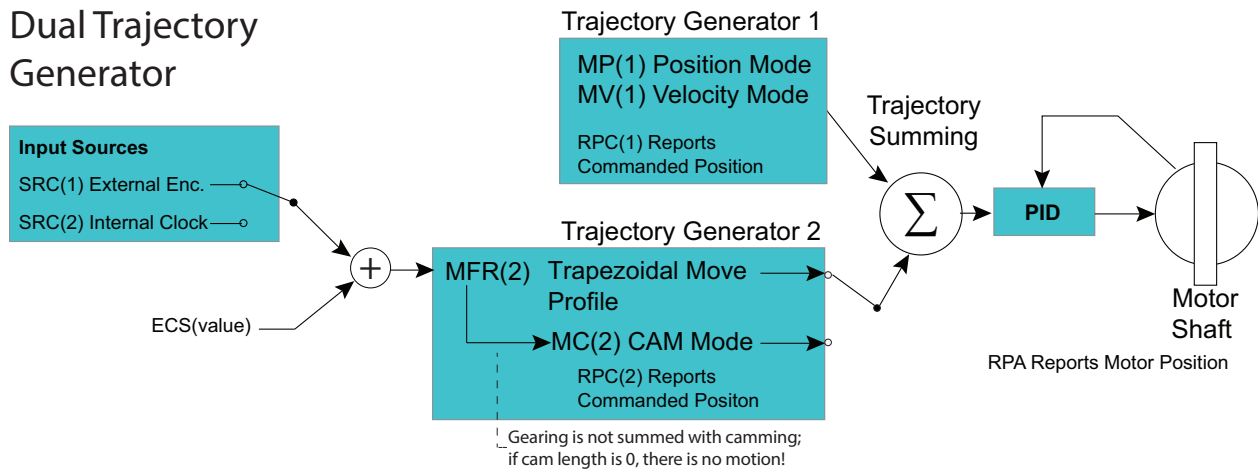 Dual Trajectory
Generator
Input Sources
SRC(1) External Enc.
SRC(2) Internal Clock
ECS(value)
+
Trajectory Generator 1
MP(1) Position Mode
MV(1) Velocity Mode
RPC(1) Reports
Commanded Position
Trajectory Generator 2
MFR(2)
Trapezoidal Move
Profile
MC(2) CAM Mode
RPC(2) Reports
Commanded Positon
Gearing is not summed with camming;
if cam length is 0, there is no motion!
Trajectory
Summing
Σ
PID
Motor
Shaft
RPA Reports Motor Position